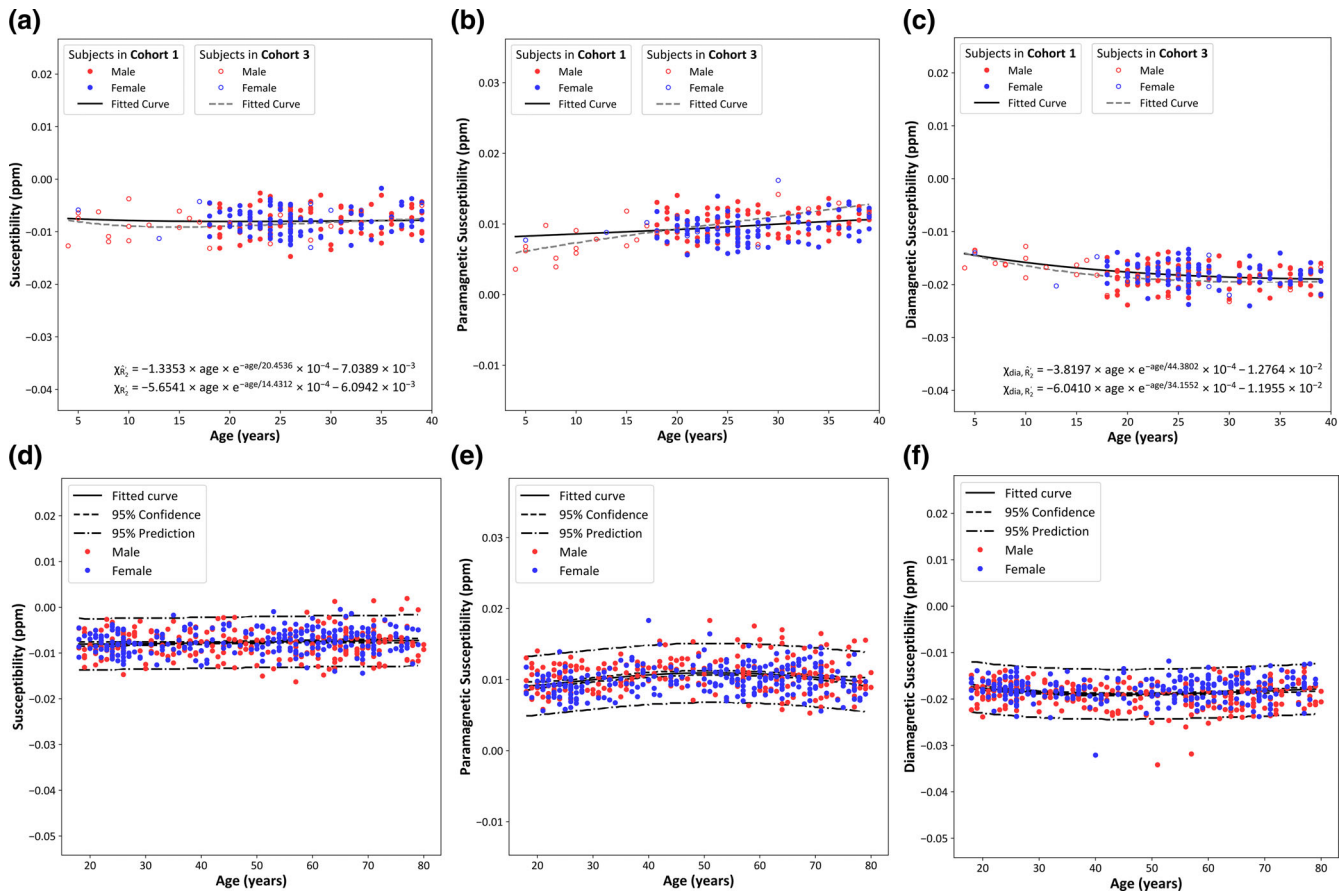 (a)
Subjects in Cohort 1
Male
Female
Fitted Curve
Subjects in Cohort 3
Male
Female
Fitted Curve
0.02
0.01
0.00
−0.01
−0.02
−0.03
−0.04
Susceptibility (ppm)
χR̂₂′ = −1.3353 × age × e^−age/20.4536 × 10^−4 − 7.0389 × 10^−3
χR₂′ = −5.6541 × age × e^−age/14.4312 × 10^−4 − 6.0942 × 10^−3
5 10 15 20 25 30 35 40
Age (years)
(b)
Subjects in Cohort 1
Male
Female
Fitted Curve
Subjects in Cohort 3
Male
Female
Fitted Curve
0.03
0.02
0.01
0.00
−0.01
Paramagnetic Susceptibility (ppm)
5 10 15 20 25 30 35 40
Age (years)
(c)
Subjects in Cohort 1
Male
Female
Fitted Curve
Subjects in Cohort 3
Male
Female
Fitted Curve
0.02
0.01
0.00
−0.01
−0.02
−0.03
−0.04
Diamagnetic Susceptibility (ppm)
χdia, R̂₂′ = −3.8197 × age × e^−age/44.3802 × 10^−4 − 1.2764 × 10^−2
χdia, R₂′ = −6.0410 × age × e^−age/34.1552 × 10^−4 − 1.1955 × 10^−2
5 10 15 20 25 30 35 40
Age (years)
(d)
Fitted curve
95% Confidence
95% Prediction
Male
Female
0.02
0.01
0.00
−0.01
−0.02
−0.03
−0.04
−0.05
Susceptibility (ppm)
20 30 40 50 60 70 80
Age (years)
(e)
Fitted curve
95% Confidence
95% Prediction
Male
Female
0.03
0.02
0.01
0.00
−0.01
Paramagnetic Susceptibility (ppm)
20 30 40 50 60 70 80
Age (years)
(f)
Fitted curve
95% Confidence
95% Prediction
Male
Female
0.02
0.01
0.00
−0.01
−0.02
−0.03
−0.04
−0.05
Diamagnetic Susceptibility (ppm)
20 30 40 50 60 70 80
Age (years)